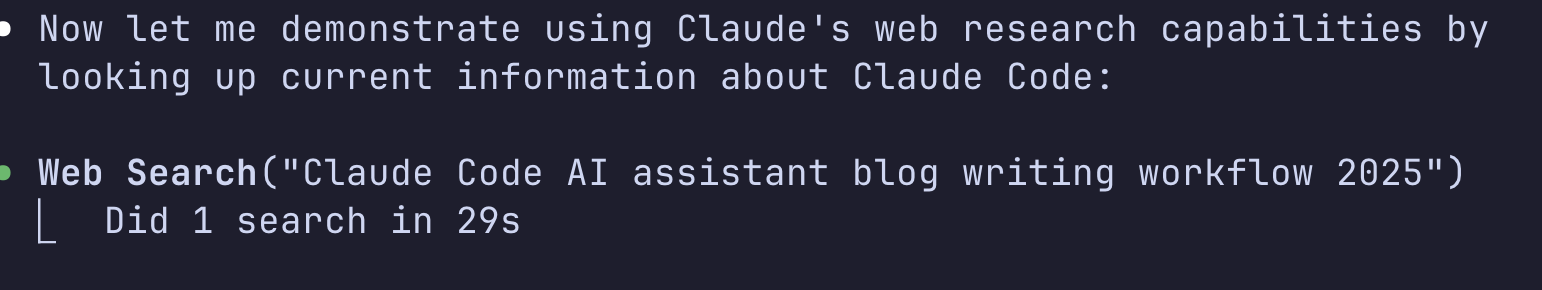 Now let me demonstrate using Claude's web research capabilities by
looking up current information about Claude Code:
Web Search("Claude Code AI assistant blog writing workflow 2025")
Did 1 search in 29s